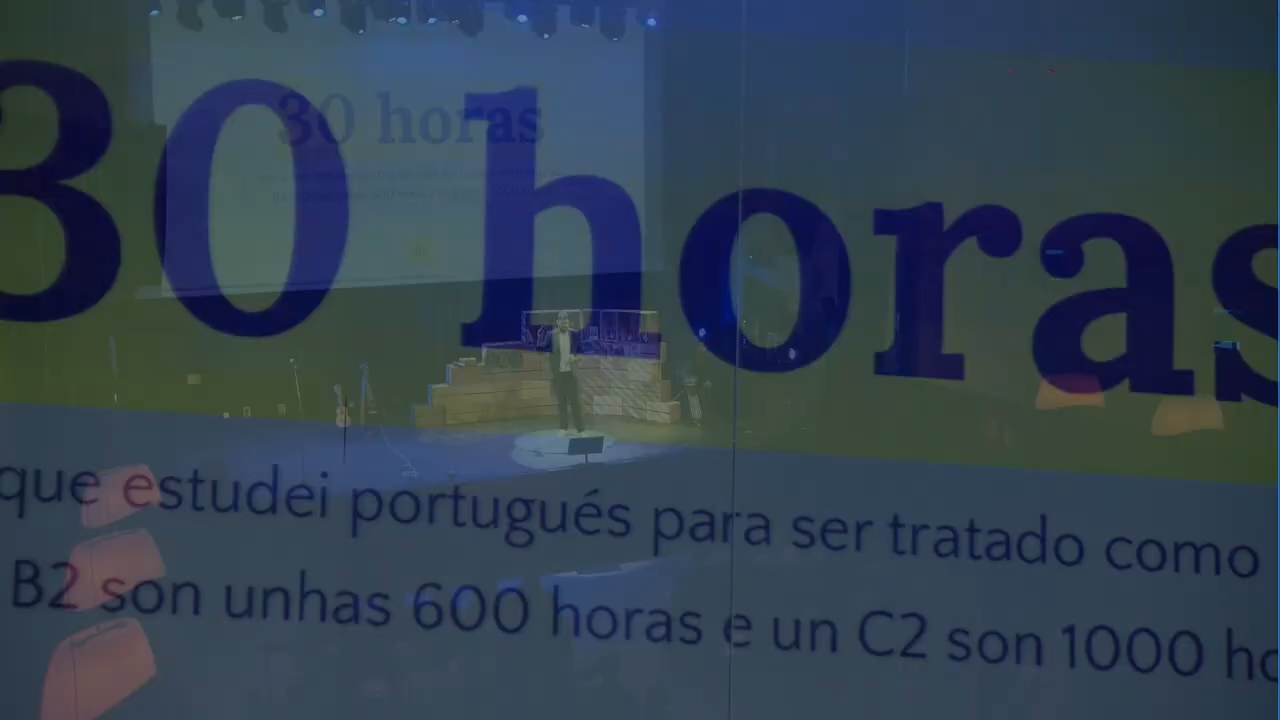 30 horas
30 horas
que estudei portugués para ser tratado como
B2 son unhas 600 horas e un C2 son 1000